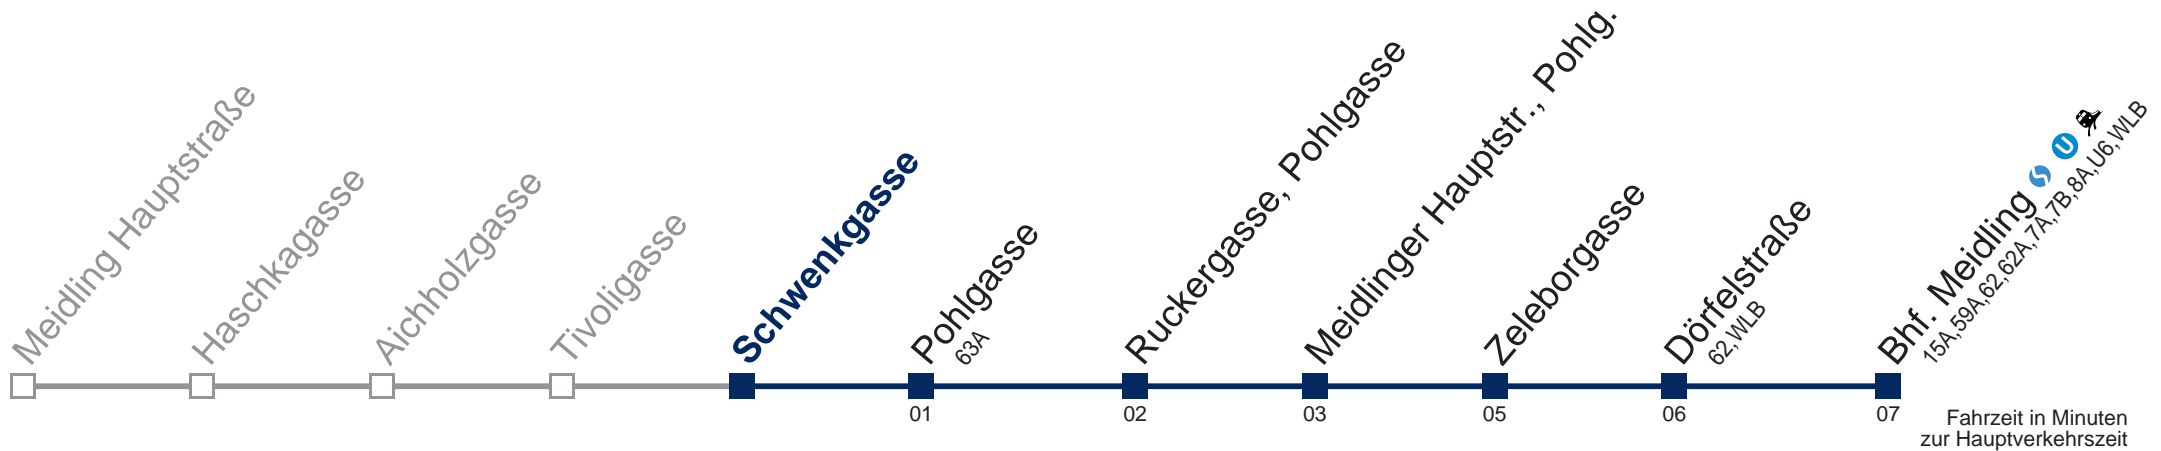 Meidling Hauptstraße
Haschkagasse
Aichholzgasse
Tivoligasse
Schwenkgasse
Pohlgasse
63A
Ruckergasse, Pohlgasse
Meidlinger Hauptstr., Pohlg.
Zeleborgasse
Dörfelstraße
62,WLB
Bhf. Meidling S U
15A,59A,62,62A,7A,7B,8A,U6,WLB
01
02
03
05
06
07
Fahrzeit in Minuten
zur Hauptverkehrszeit